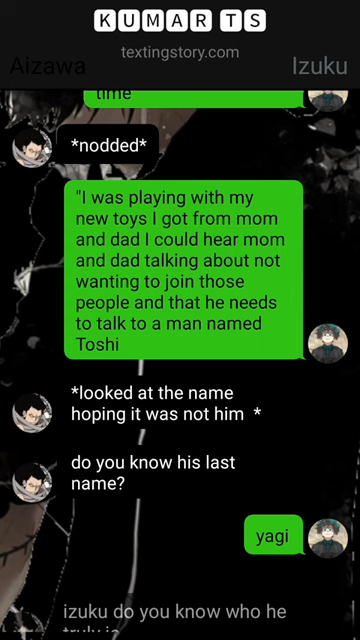 KUMAR TS
textingstory.com
Aizawa
Izuku
time
*nodded*
"I was playing with my
new toys I got from mom
and dad I could hear mom
and dad talking about not
wanting to join those
people and that he needs
to talk to a man named
Toshi
*looked at the name
hoping it was not him  *
do you know his last
name?
yagi
izuku do you know who he
truly is